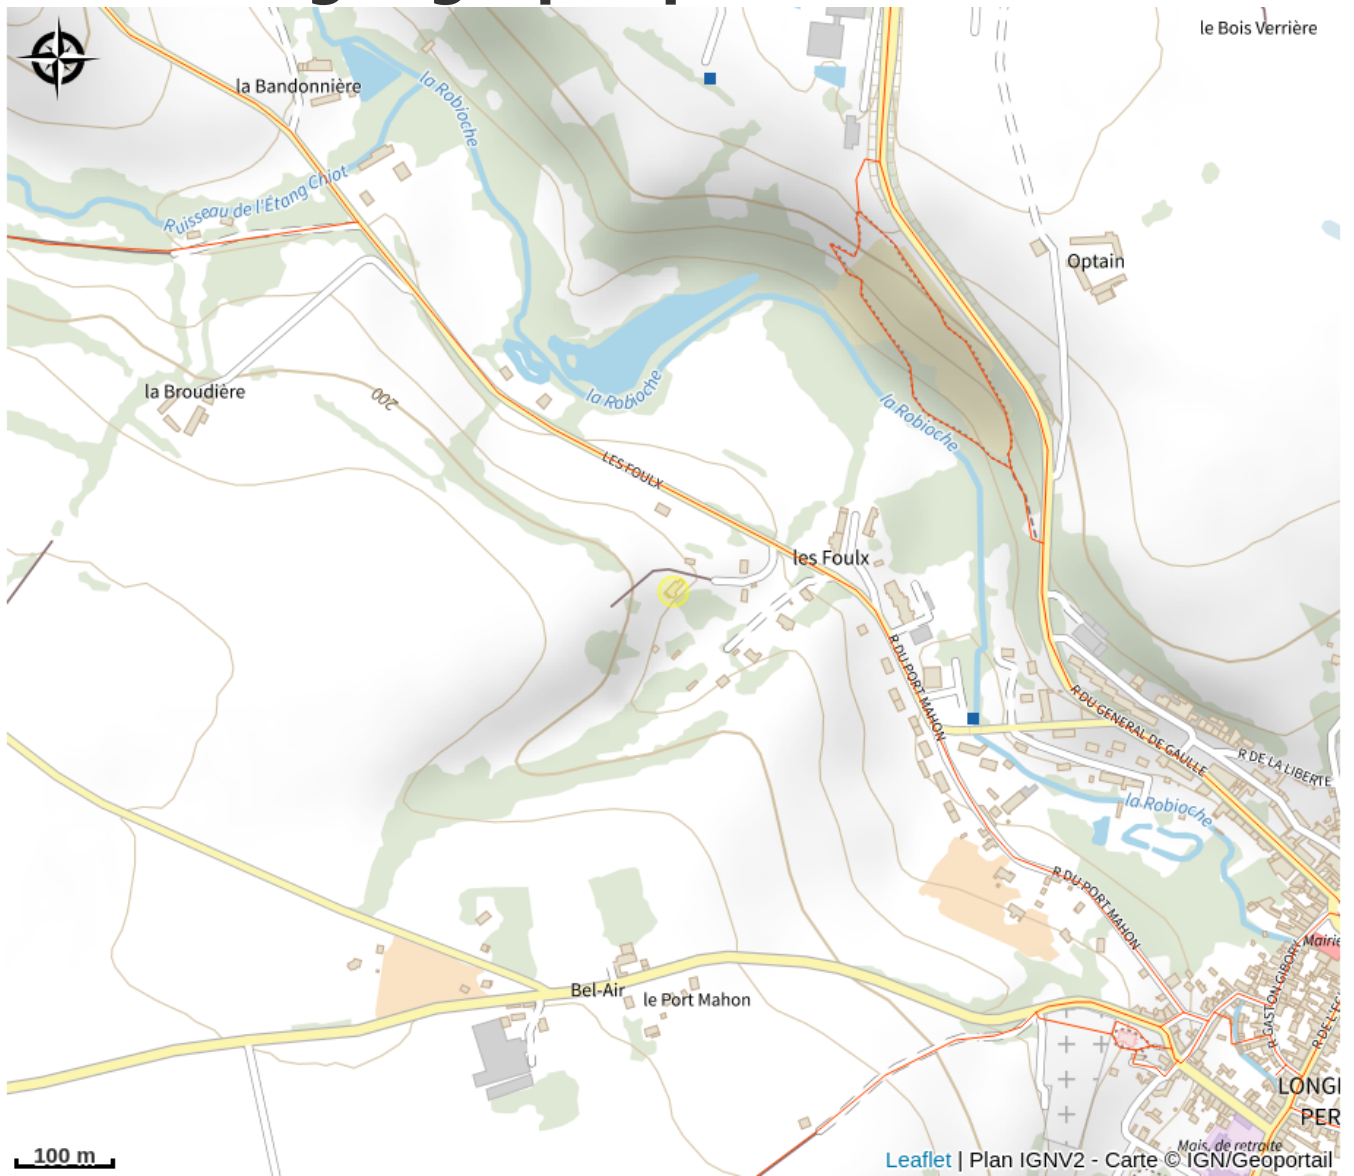 le Bois Verrière
la Bandonnière
la Robioche
Ruisseau de l'Étang Chiot
Optain
la Broudière
200
la Robioche
la Robioche
LES FOULX
les Foulx
R DU PORT MAHON
R DU GENERAL DE GAULLE
R DE LA LIBERTE
la Robioche
R DU PORT MAHON
Mairie
R GASTON GIBORY
Bel-Air
le Port Mahon
R DE L'EG
LONGI
PER
Mais. de retraite
100 m
Leaflet | Plan IGNV2 - Carte © IGN/Geoportail